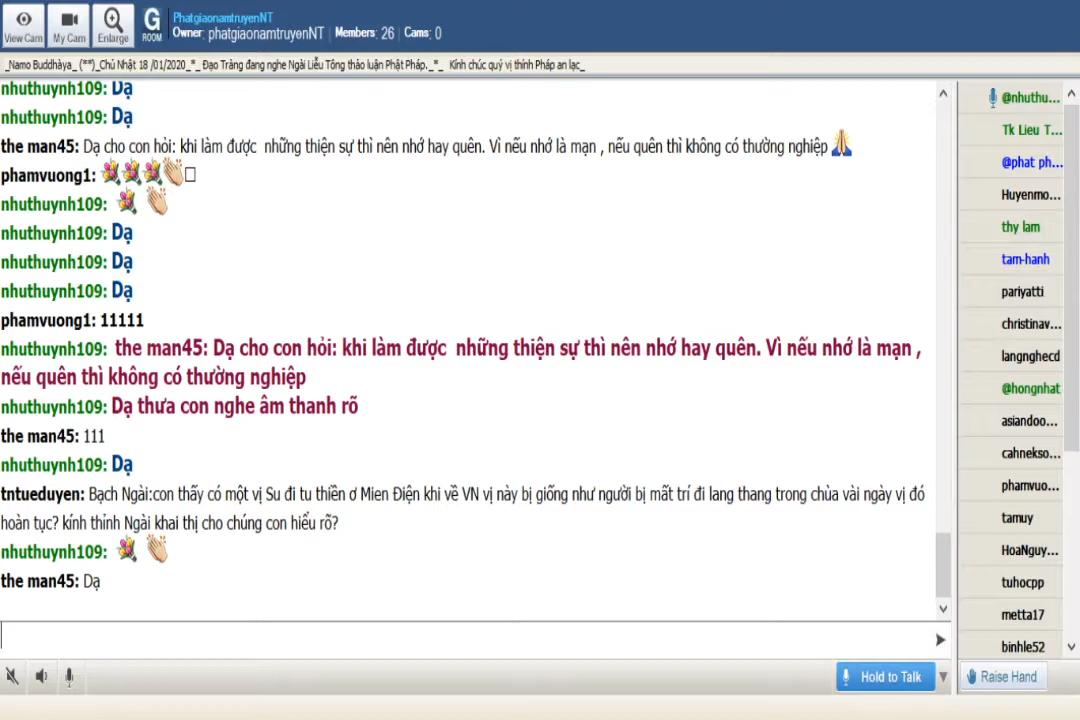 View Cam
My Cam
Enlarge
G
ROOM
PhatgiaonamtruyenNT
Owner: phatgiaonamtruyenNT | Members: 26 | Cams: 0
_Namo Buddhàya_ (**)_Chủ Nhật 18 /01/2020_*_ Đạo Tràng đang nghe Ngài Liễu Tông thảo luận Phật Pháp._*_ Kính chúc quý vị thính Pháp an lạc_
nhuthuynh109: Dạ
nhuthuynh109: Dạ
the man45: Dạ cho con hỏi: khi làm được những thiện sự thì nên nhớ hay quên. Vì nếu nhớ là mạn , nếu quên thì không có thường nghiệp
phamvuong1:
nhuthuynh109:
nhuthuynh109: Dạ
nhuthuynh109: Dạ
nhuthuynh109: Dạ
phamvuong1: 11111
nhuthuynh109: the man45: Dạ cho con hỏi: khi làm được những thiện sự thì nên nhớ hay quên. Vì nếu nhớ là mạn ,
nếu quên thì không có thường nghiệp
nhuthuynh109: Dạ thưa con nghe âm thanh rõ
the man45: 111
nhuthuynh109: Dạ
tntueduyen: Bạch Ngài:con thấy có một vị Su đi tu thiền ơ Mien Điện khi về VN vị này bị giống như người bị mất trí đi lang thang trong chùa vài ngày vị đó
hoàn tục? kính thỉnh Ngài khai thị cho chúng con hiểu rõ?
nhuthuynh109:
the man45: Dạ
@nhuthu...
Tk Lieu T...
@phat ph...
Huyenmo...
thy lam
tam-hanh
pariyatti
christinav...
langnghecd
@hongnhat
asiandoo...
cahnekso...
phamvuo...
tamuy
HoaNguy...
tuhocpp
metta17
binhle52
Hold to Talk
Raise Hand